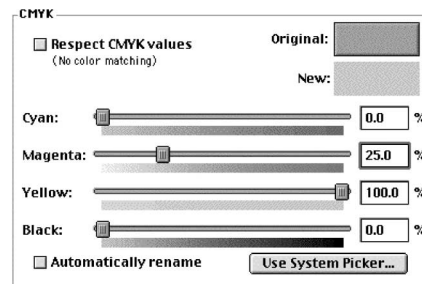 CMYK
Respect CMYK values
(No color matching)
Original:
New:
Cyan: 0.0 %
Magenta: 25.0 %
Yellow: 100.0 %
Black: 0.0 %
Automatically rename
Use System Picker...